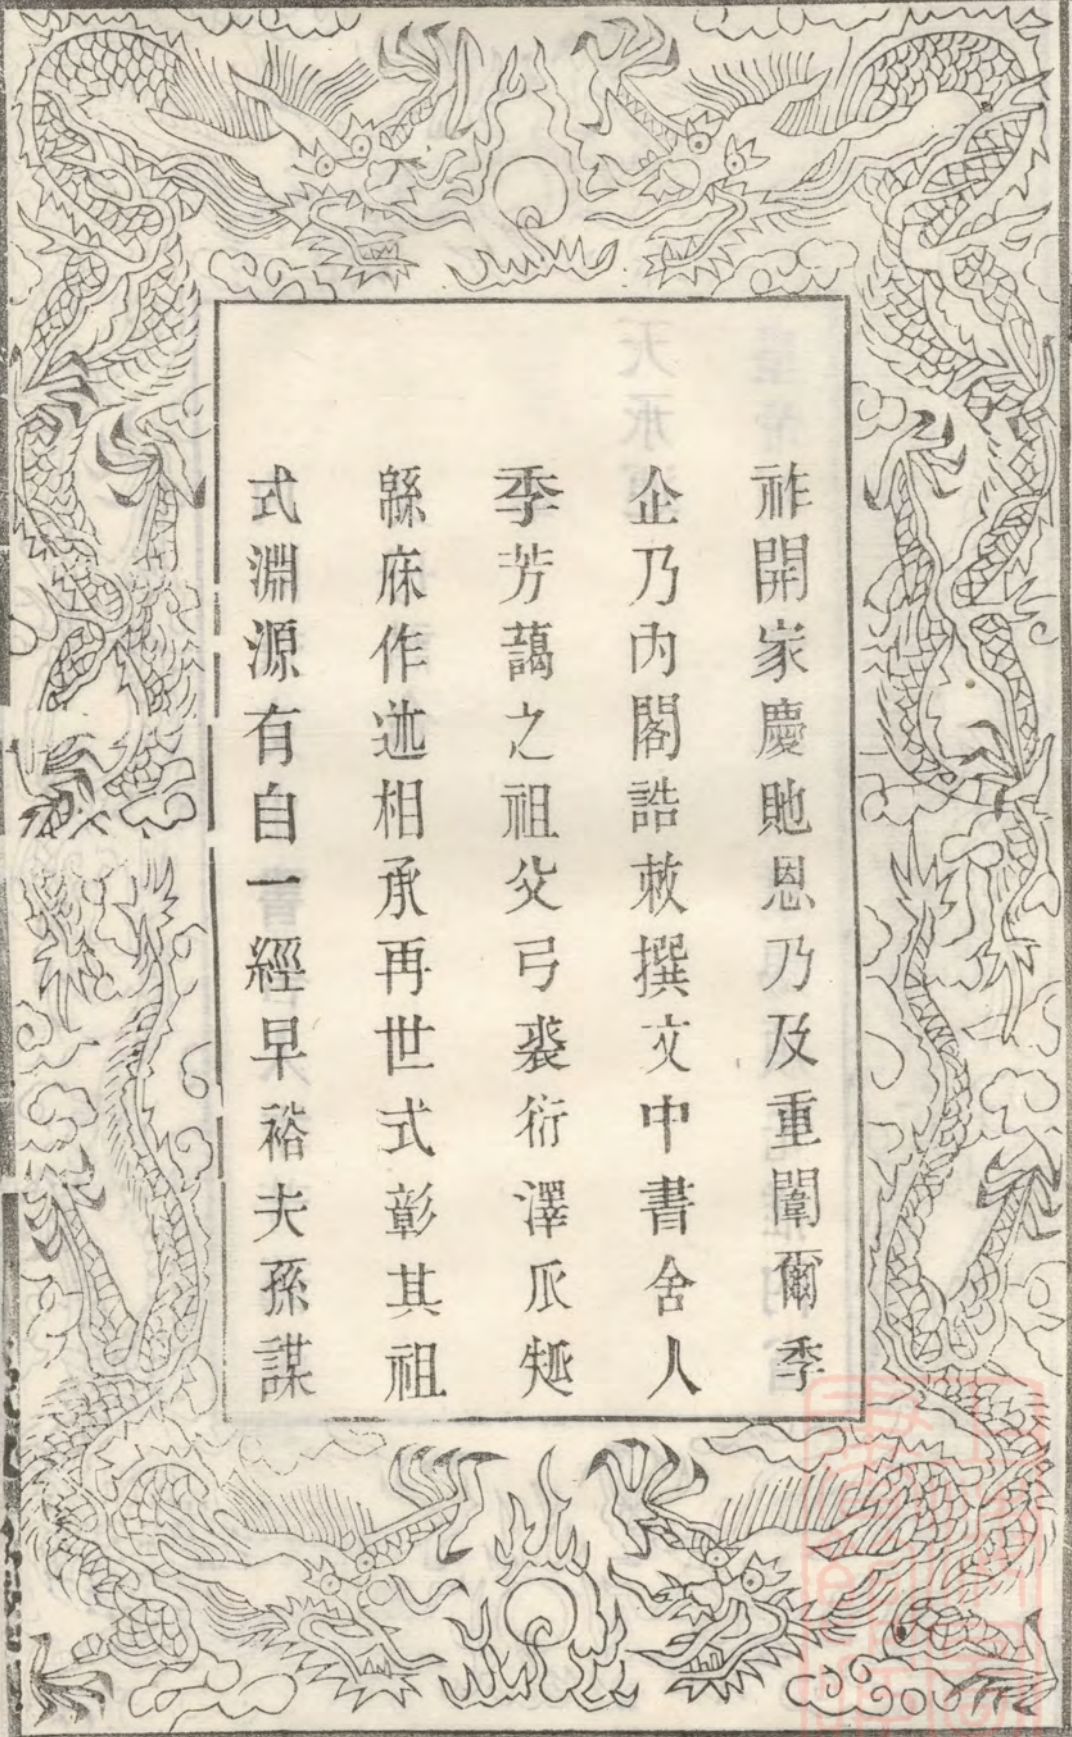 祚開家慶貤恩乃及重闈爾季
企乃內閣誥敕撰文中書舍人
季芳藹之祖父弓裘衍澤瓜瓞
緜庥作述相承再世式彰其祖
式淵源有自一經早裕夫孫謀